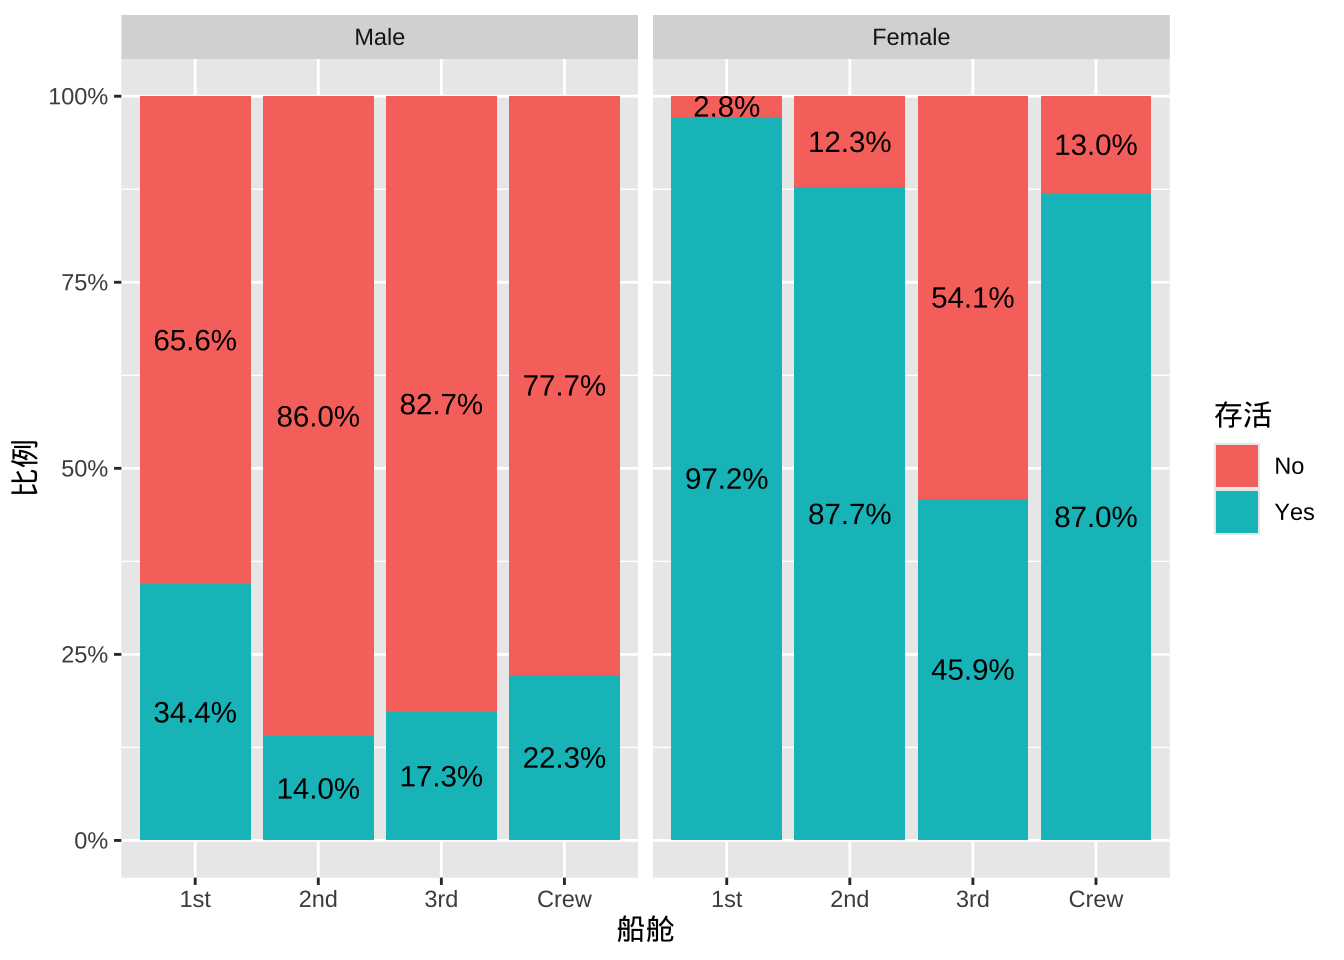 Male
Female
100%
75%
50%
25%
0%
比例
65.6%
86.0%
82.7%
77.7%
34.4%
14.0%
17.3%
22.3%
2.8%
12.3%
54.1%
13.0%
97.2%
87.7%
45.9%
87.0%
1st
2nd
3rd
Crew
1st
2nd
3rd
Crew
船舱
存活
No
Yes